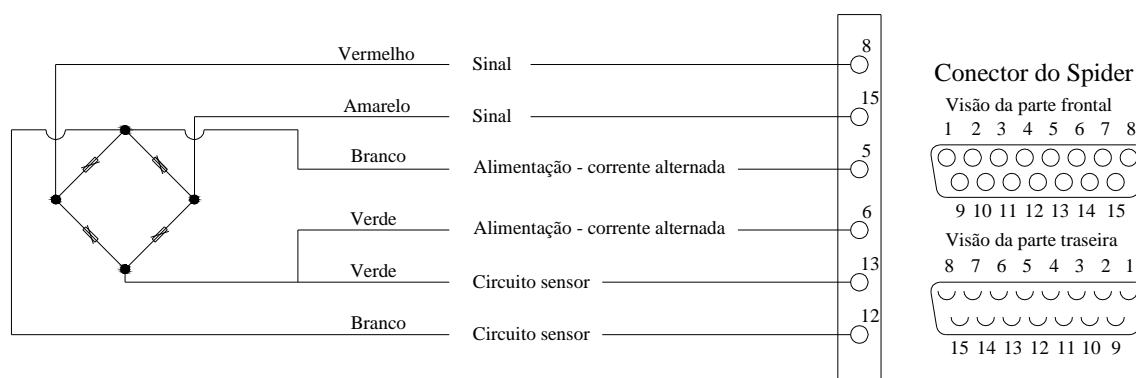 Vermelho Sinal 8
Amarelo Sinal 15
Branco Alimentação - corrente alternada 5
Verde Alimentação - corrente alternada 6
Verde Circuito sensor 13
Branco Circuito sensor 12
Conector do Spider
Visão da parte frontal
1 2 3 4 5 6 7 8
9 10 11 12 13 14 15
Visão da parte traseira
8 7 6 5 4 3 2 1
15 14 13 12 11 10 9